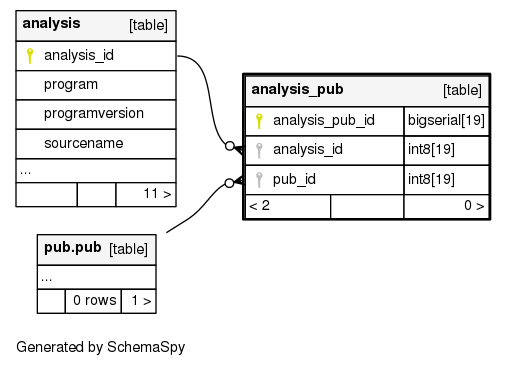 analysis [table]
analysis_id
program
programversion
sourcename
...
11 >
analysis_pub [table]
analysis_pub_id bigserial[19]
analysis_id int8[19]
pub_id int8[19]
< 2 0 >
pub.pub [table]
...
0 rows 1 >
Generated by SchemaSpy